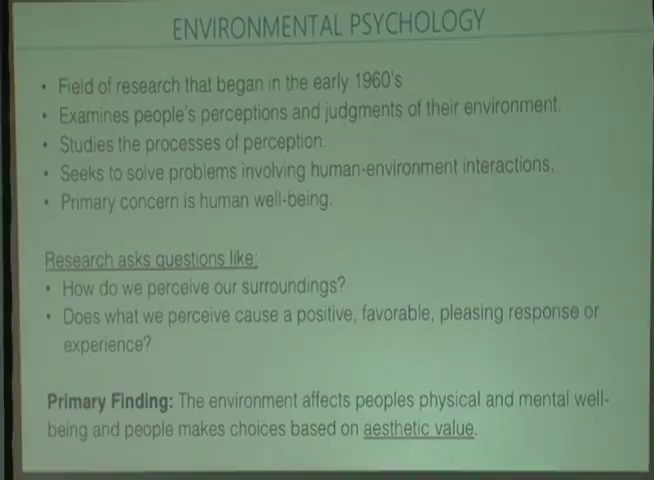 ENVIRONMENTAL PSYCHOLOGY
• Field of research that began in the early 1960's
• Examines people's perceptions and judgments of their environment.
• Studies the processes of perception.
• Seeks to solve problems involving human-environment interactions.
• Primary concern is human well-being.
Research asks questions like:
• How do we perceive our surroundings?
• Does what we perceive cause a positive, favorable, pleasing response or
experience?
Primary Finding: The environment affects peoples physical and mental well-
being and people makes choices based on aesthetic value.